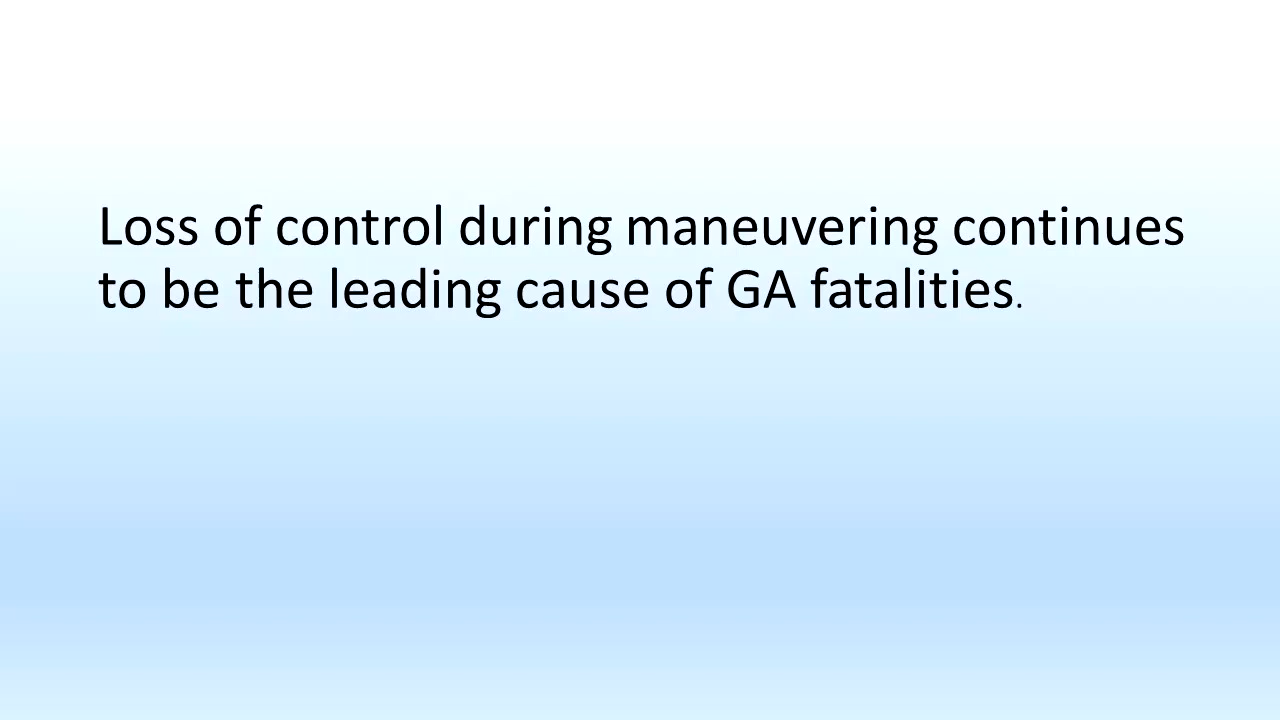 Loss of control during maneuvering continues
to be the leading cause of GA fatalities.